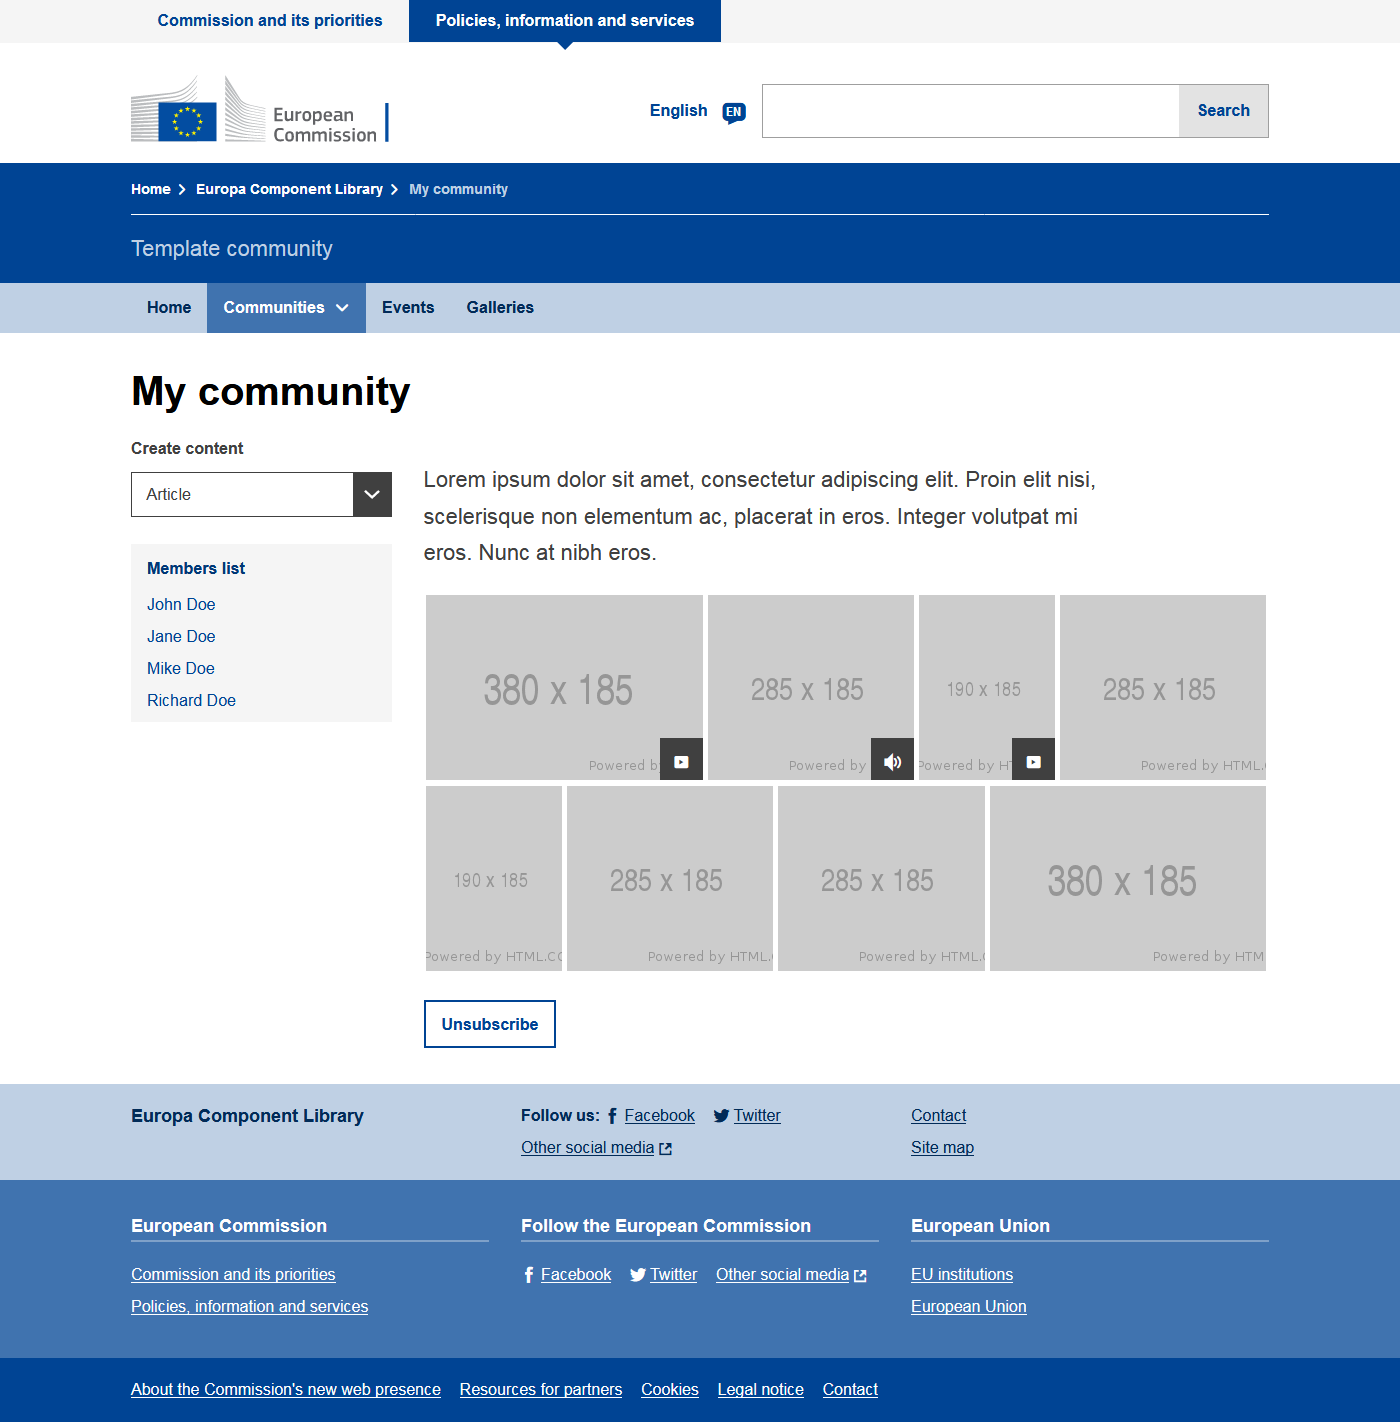 Commission and its priorities
Policies, information and services
European
Commission
English
EN
Search
Home
Europa Component Library
My community
Template community
Home
Communities
Events
Galleries
My community
Create content
Article
Members list
John Doe
Jane Doe
Mike Doe
Richard Doe
Lorem ipsum dolor sit amet, consectetur adipiscing elit. Proin elit nisi,
scelerisque non elementum ac, placerat in eros. Integer volutpat mi
eros. Nunc at nibh eros.
380 x 185
Powered by
285 x 185
Powered by
190 x 185
Powered by
285 x 185
Powered by HTML.
190 x 185
Powered by HTML.CO
285 x 185
Powered by HTML.
285 x 185
Powered by HTML.
380 x 185
Powered by HTM
Unsubscribe
Europa Component Library
Follow us: Facebook Twitter
Other social media
Contact
Site map
European Commission
Commission and its priorities
Policies, information and services
Follow the European Commission
Facebook Twitter Other social media
European Union
EU institutions
European Union
About the Commission's new web presence Resources for partners Cookies Legal notice Contact